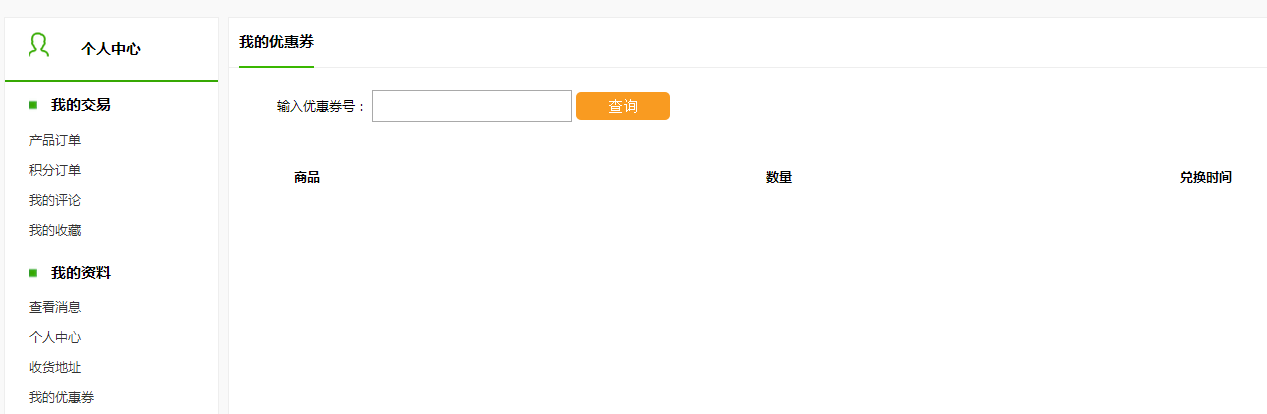 个人中心
我的交易
产品订单
积分订单
我的评论
我的收藏
我的资料
查看消息
个人中心
收货地址
我的优惠券
我的优惠券
输入优惠券号： 查询
商品 数量 兑换时间